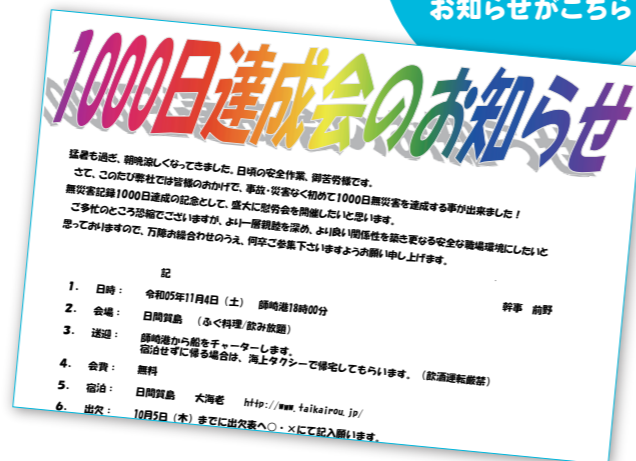 お知らせがこちら
1000日達成会のお知らせ
猛暑も過ぎ、朝晩涼しくなってきました。日頃の安全作業、御苦労様です。
さて、このたび弊社では皆様のおかげで、事故・災害なく初めて1000日無災害を達成する事が出来ました！
無災害記録1000日達成の記念として、盛大に慰労会を開催したいと思います。
ご多忙のところ恐縮でございますが、より一層親睦を深め、より良い関係性を築き更なる安全な職場環境にしたいと
思っておりますので、万障お繰合わせのうえ、何卒ご参集下さいますようお願い申し上げます。
幹事 前野
記
1. 日時： 令和05年11月4日（土） 師崎港18時00分
2. 会場： 日間賀島 （ふぐ料理/飲み放題）
3. 送迎： 師崎港から船をチャーターします。
宿泊せずに帰る場合は、海上タクシーで帰宅してもらいます。（飲酒運転厳禁）
4. 会費： 無料
5. 宿泊： 日間賀島 大海老 http://www.taikairou.jp/
6. 出欠： 10月5日（木）までに出欠表へ○・×にて記入願います。